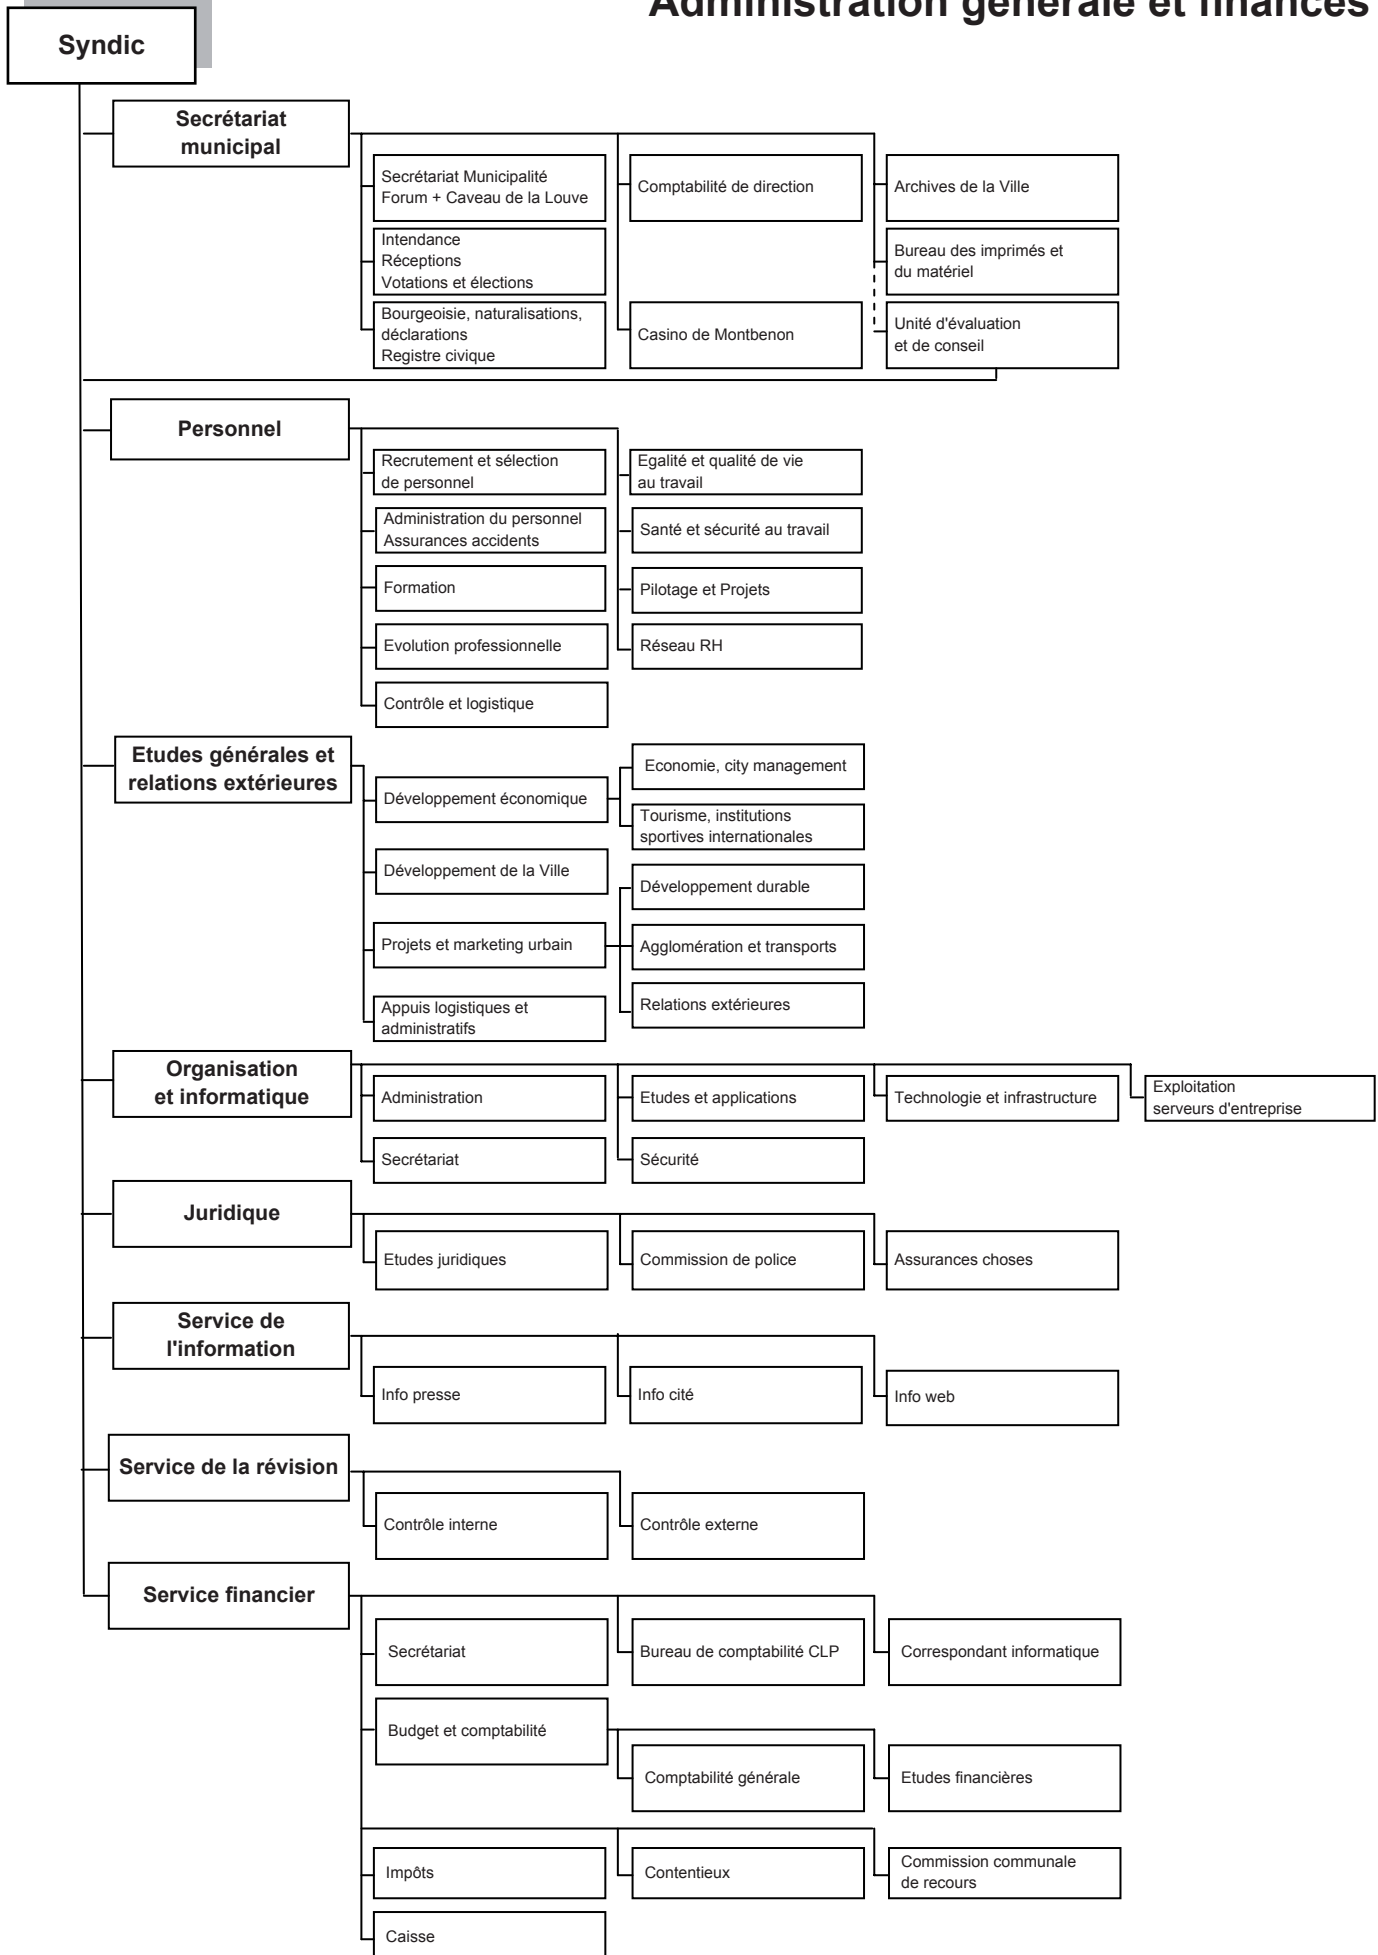 Administration générale et finances
Syndic
Secrétariat
municipal
Secrétariat Municipalité
Forum + Caveau de la Louve
Comptabilité de direction
Archives de la Ville
Intendance
Réceptions
Votations et élections
Bureau des imprimés et
du matériel
Bourgeoisie, naturalisations,
déclarations
Registre civique
Casino de Montbenon
Unité d'évaluation
et de conseil
Personnel
Recrutement et sélection
de personnel
Egalité et qualité de vie
au travail
Administration du personnel
Assurances accidents
Santé et sécurité au travail
Formation
Pilotage et Projets
Evolution professionnelle
Réseau RH
Contrôle et logistique
Etudes générales et
relations extérieures
Développement économique
Economie, city management
Tourisme, institutions
sportives internationales
Développement de la Ville
Développement durable
Projets et marketing urbain
Agglomération et transports
Relations extérieures
Appuis logistiques et
administratifs
Organisation
et informatique
Administration
Etudes et applications
Technologie et infrastructure
Exploitation
serveurs d'entreprise
Secrétariat
Sécurité
Juridique
Etudes juridiques
Commission de police
Assurances choses
Service de
l'information
Info presse
Info cité
Info web
Service de la révision
Contrôle interne
Contrôle externe
Service financier
Secrétariat
Bureau de comptabilité CLP
Correspondant informatique
Budget et comptabilité
Comptabilité générale
Etudes financières
Impôts
Contentieux
Commission communale
de recours
Caisse